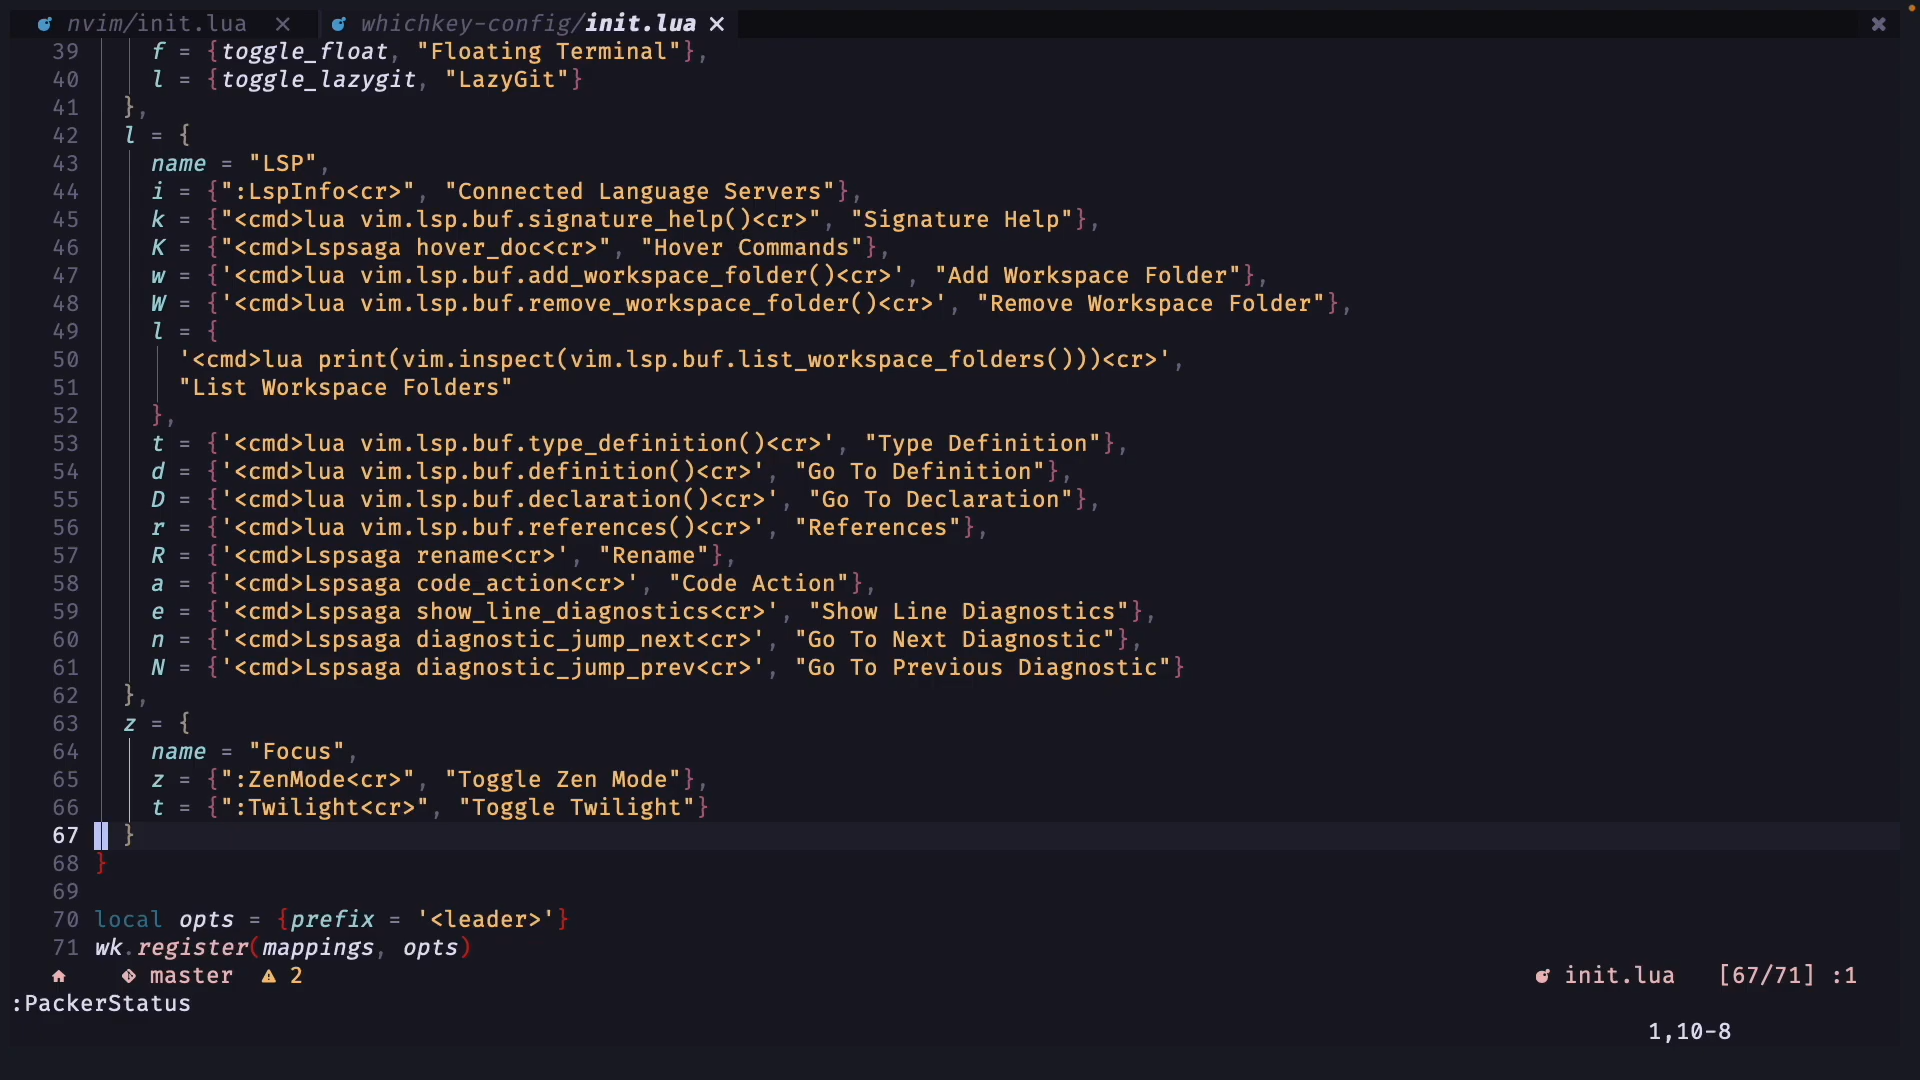 nvim/init.lua × whichkey-config/init.lua ×
39 f = {toggle_float, "Floating Terminal"},
40 l = {toggle_lazygit, "LazyGit"}
41 },
42 l = {
43 name = "LSP",
44 i = {":LspInfo<cr>", "Connected Language Servers"},
45 k = {"<cmd>lua vim.lsp.buf.signature_help()<cr>", "Signature Help"},
46 K = {"<cmd>Lspsaga hover_doc<cr>", "Hover Commands"},
47 w = {'<cmd>lua vim.lsp.buf.add_workspace_folder()<cr>', "Add Workspace Folder"},
48 W = {'<cmd>lua vim.lsp.buf.remove_workspace_folder()<cr>', "Remove Workspace Folder"},
49 l = {
50 '<cmd>lua print(vim.inspect(vim.lsp.buf.list_workspace_folders()))<cr>',
51 "List Workspace Folders"
52 },
53 t = {'<cmd>lua vim.lsp.buf.type_definition()<cr>', "Type Definition"},
54 d = {'<cmd>lua vim.lsp.buf.definition()<cr>', "Go To Definition"},
55 D = {'<cmd>lua vim.lsp.buf.declaration()<cr>', "Go To Declaration"},
56 r = {'<cmd>lua vim.lsp.buf.references()<cr>', "References"},
57 R = {'<cmd>Lspsaga rename<cr>', "Rename"},
58 a = {'<cmd>Lspsaga code_action<cr>', "Code Action"},
59 e = {'<cmd>Lspsaga show_line_diagnostics<cr>', "Show Line Diagnostics"},
60 n = {'<cmd>Lspsaga diagnostic_jump_next<cr>', "Go To Next Diagnostic"},
61 N = {'<cmd>Lspsaga diagnostic_jump_prev<cr>', "Go To Previous Diagnostic"}
62 },
63 z = {
64 name = "Focus",
65 z = {":ZenMode<cr>", "Toggle Zen Mode"},
66 t = {":Twilight<cr>", "Toggle Twilight"}
67 }
68 }
69
70 local opts = {prefix = '<leader>'}
71 wk.register(mappings, opts)
master 2 init.lua [67/71] :1
:PackerStatus
1,10-8